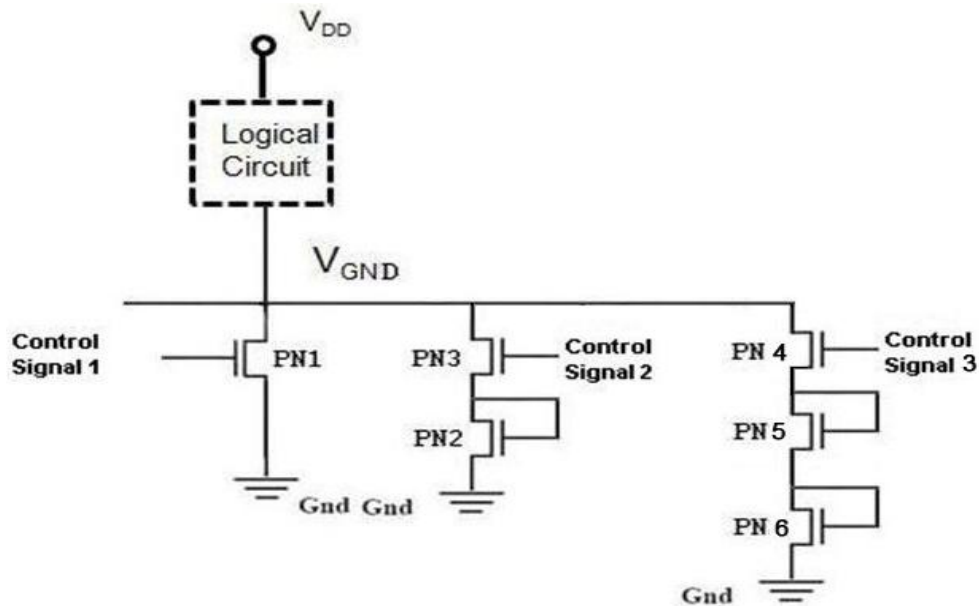 VDD
Logical
Circuit
VGND
Control
Signal 1
PN1
PN3
Control
Signal 2
PN 4
Control
Signal 3
PN2
PN 5
Gnd Gnd
PN 6
Gnd